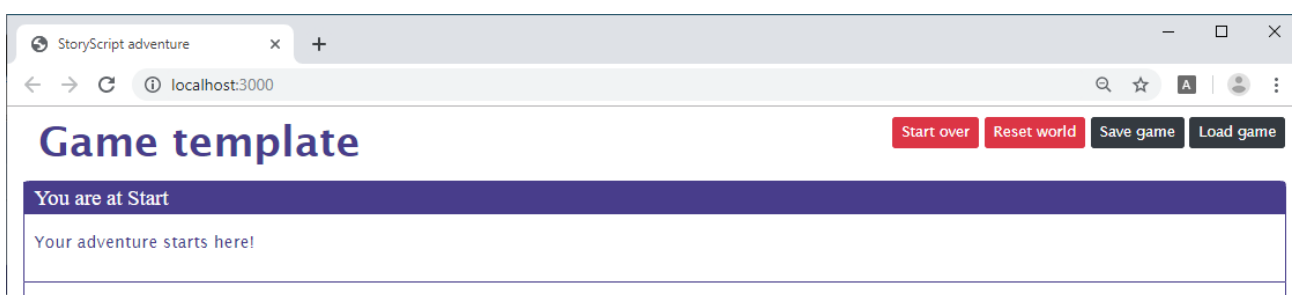 StoryScript adventure
localhost:3000
A
Game template
Start over Reset world Save game Load game
You are at Start
Your adventure starts here!